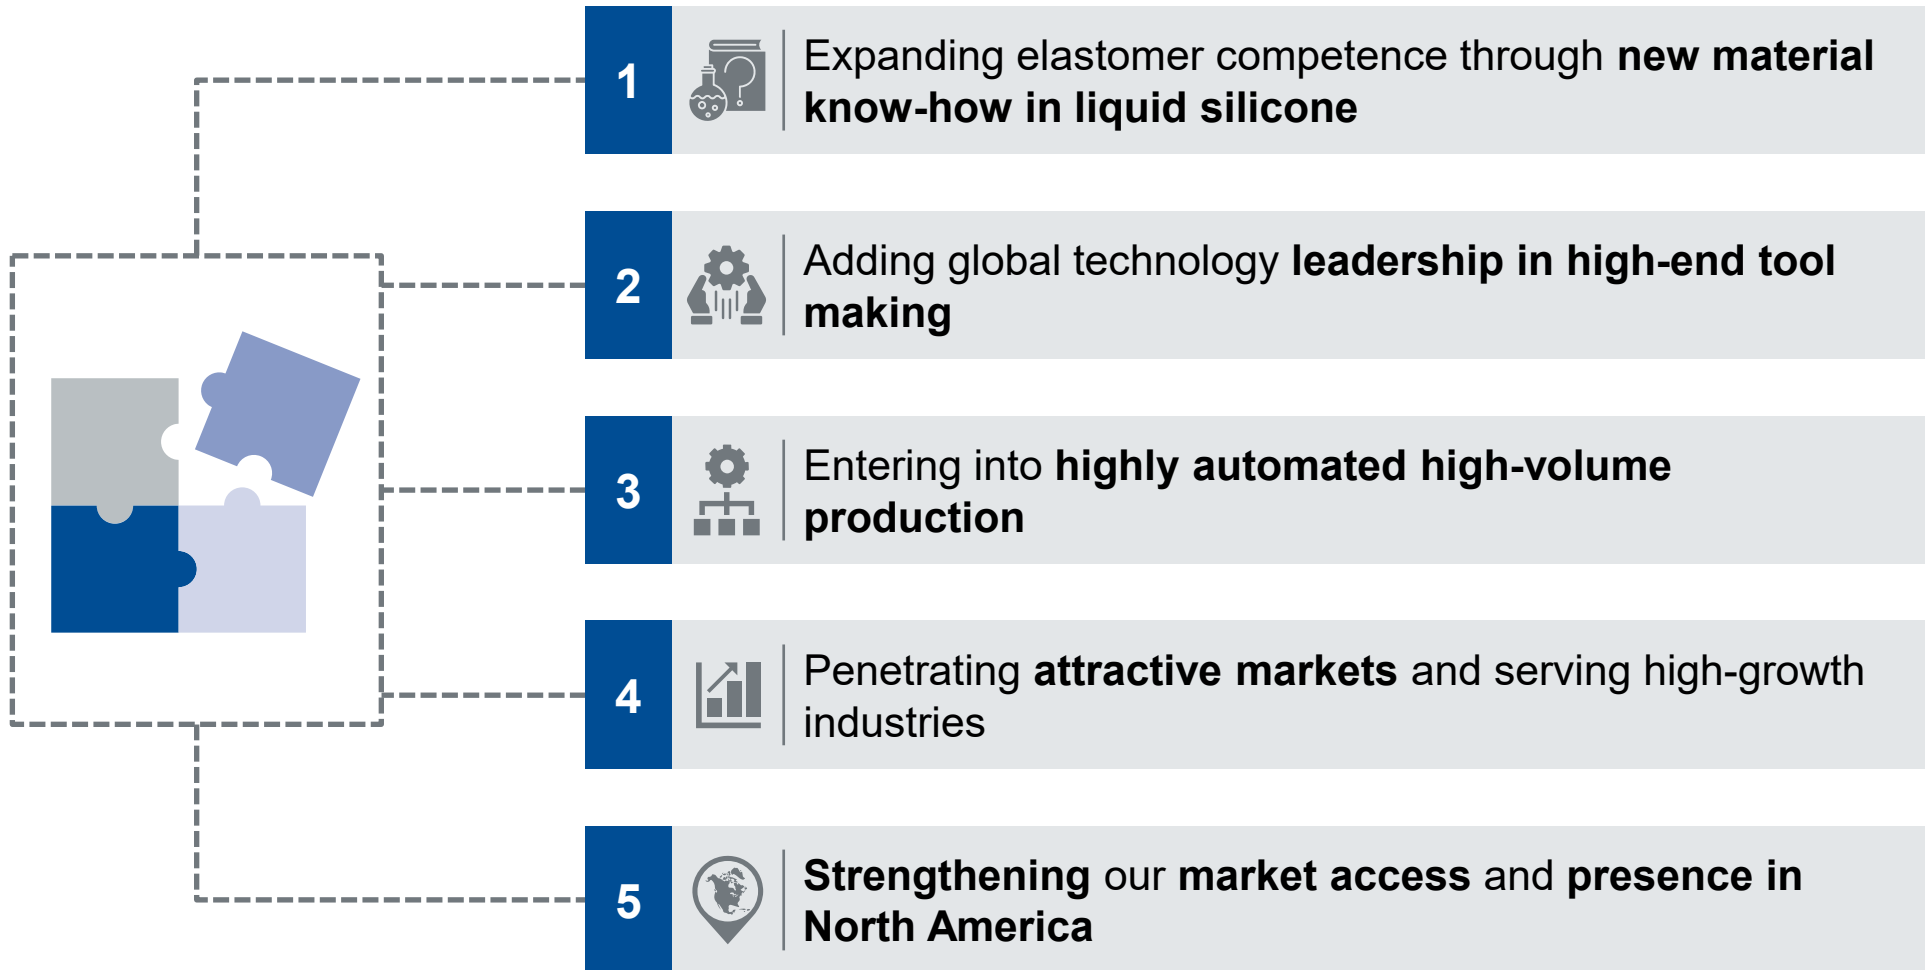 1
Expanding elastomer competence through new material
know-how in liquid silicone
2
Adding global technology leadership in high-end tool
making
3
Entering into highly automated high-volume
production
4
Penetrating attractive markets and serving high-growth
industries
5
Strengthening our market access and presence in
North America